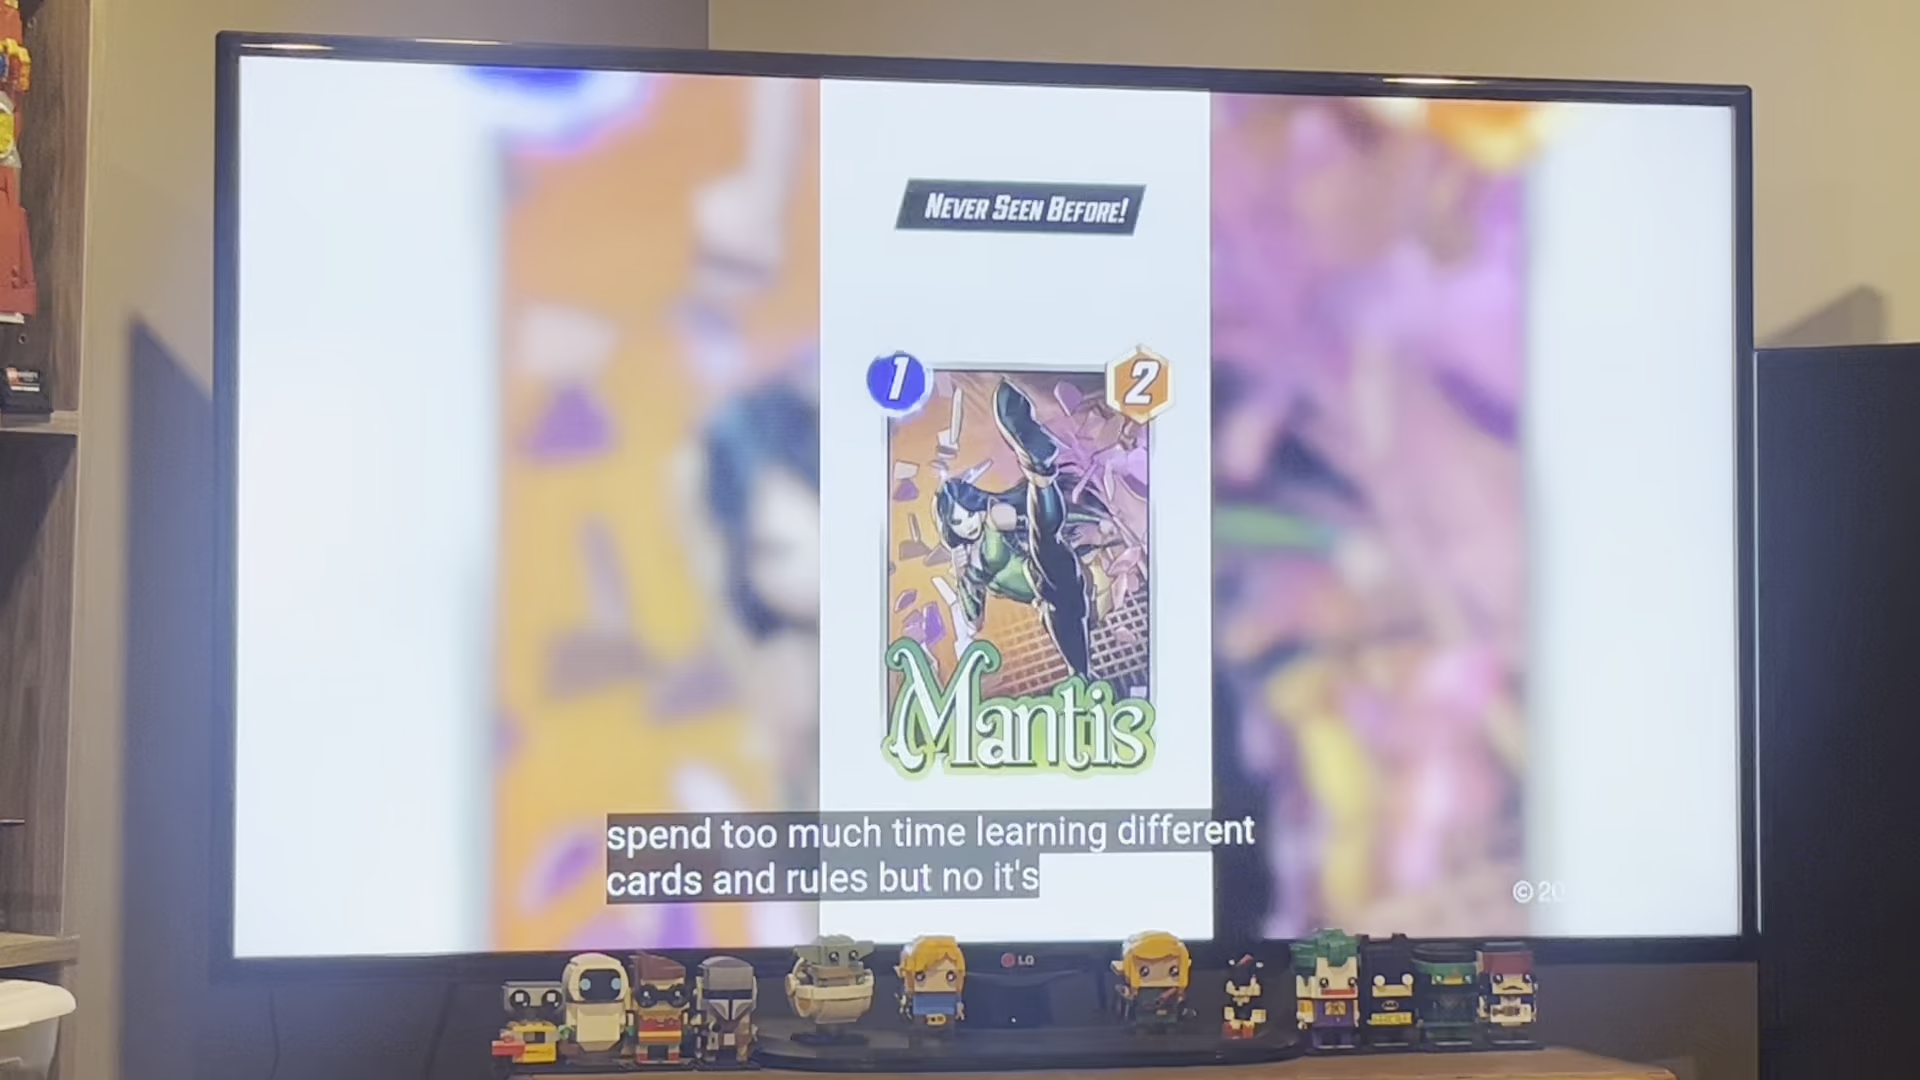 NEVER SEEN BEFORE!
1
2
Mantis
spend too much time learning different
cards and rules but no it's
© 20
LG